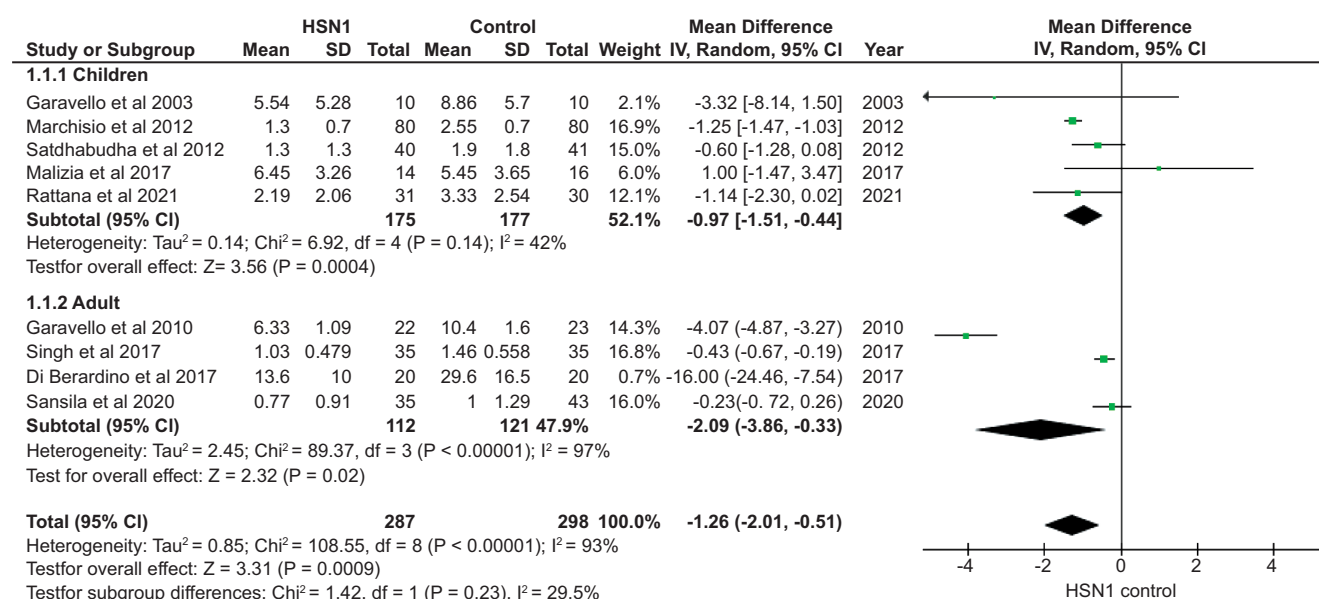 HSN1 Control Mean Difference Mean Difference
Study or Subgroup Mean SD Total Mean SD Total Weight IV, Random, 95% CI Year IV, Random, 95% CI
1.1.1 Children
Garavello et al 2003 5.54 5.28 10 8.86 5.7 10 2.1% -3.32 [-8.14, 1.50] 2003
Marchisio et al 2012 1.3 0.7 80 2.55 0.7 80 16.9% -1.25 [-1.47, -1.03] 2012
Satdhabudha et al 2012 1.3 1.3 40 1.9 1.8 41 15.0% -0.60 [-1.28, 0.08] 2012
Malizia et al 2017 6.45 3.26 14 5.45 3.65 16 6.0% 1.00 [-1.47, 3.47] 2017
Rattana et al 2021 2.19 2.06 31 3.33 2.54 30 12.1% -1.14 [-2.30, 0.02] 2021
Subtotal (95% CI) 175 177 52.1% -0.97 [-1.51, -0.44]
Heterogeneity: Tau² = 0.14; Chi² = 6.92, df = 4 (P = 0.14); I² = 42%
Testfor overall effect: Z= 3.56 (P = 0.0004)
1.1.2 Adult
Garavello et al 2010 6.33 1.09 22 10.4 1.6 23 14.3% -4.07 (-4.87, -3.27) 2010
Singh et al 2017 1.03 0.479 35 1.46 0.558 35 16.8% -0.43 (-0.67, -0.19) 2017
Di Berardino et al 2017 13.6 10 20 29.6 16.5 20 0.7% -16.00 (-24.46, -7.54) 2017
Sansila et al 2020 0.77 0.91 35 1 1.29 43 16.0% -0.23(-0. 72, 0.26) 2020
Subtotal (95% CI) 112 121 47.9% -2.09 (-3.86, -0.33)
Heterogeneity: Tau² = 2.45; Chi² = 89.37, df = 3 (P < 0.00001); I² = 97%
Test for overall effect: Z = 2.32 (P = 0.02)
Total (95% CI) 287 298 100.0% -1.26 (-2.01, -0.51)
Heterogeneity: Tau² = 0.85; Chi² = 108.55, df = 8 (P < 0.00001); I² = 93%
Testfor overall effect: Z = 3.31 (P = 0.0009)
Testfor subgroup differences: Chi² = 1.42, df = 1 (P = 0.23), I² = 29.5%
-4 -2 0 2 4
HSN1 control